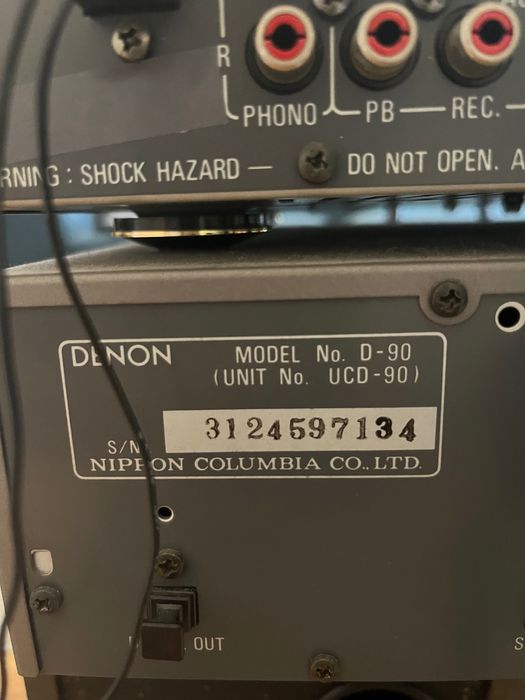 R
PHONO PB REC.
SHOCK HAZARD — DO NOT OPEN.
DENON
MODEL No. D-90
(UNIT No. UCD-90)
S/N 3124597134
NIPPON COLUMBIA CO., LTD.
OUT